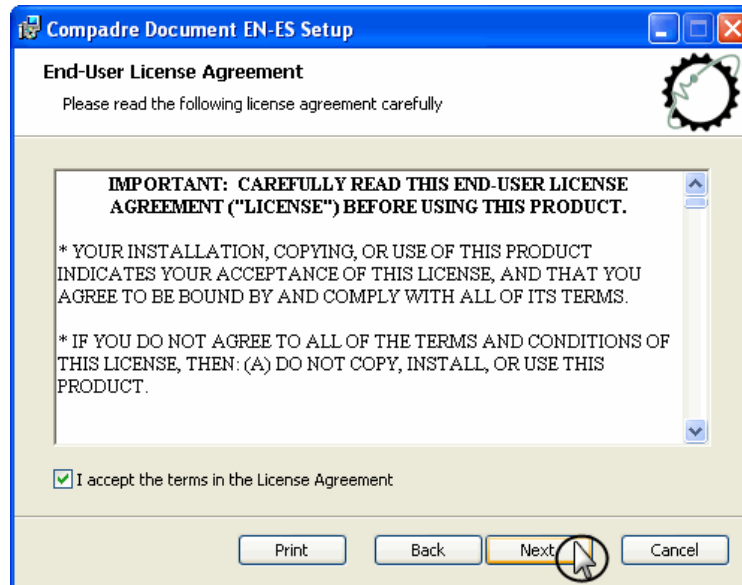 Compadre Document EN-ES Setup
End-User License Agreement
Please read the following license agreement carefully
IMPORTANT: CAREFULLY READ THIS END-USER LICENSE
AGREEMENT ("LICENSE") BEFORE USING THIS PRODUCT.
* YOUR INSTALLATION, COPYING, OR USE OF THIS PRODUCT
INDICATES YOUR ACCEPTANCE OF THIS LICENSE, AND THAT YOU
AGREE TO BE BOUND BY AND COMPLY WITH ALL OF ITS TERMS.
* IF YOU DO NOT AGREE TO ALL OF THE TERMS AND CONDITIONS OF
THIS LICENSE, THEN: (A) DO NOT COPY, INSTALL, OR USE THIS
PRODUCT.
I accept the terms in the License Agreement
Print Back Next Cancel